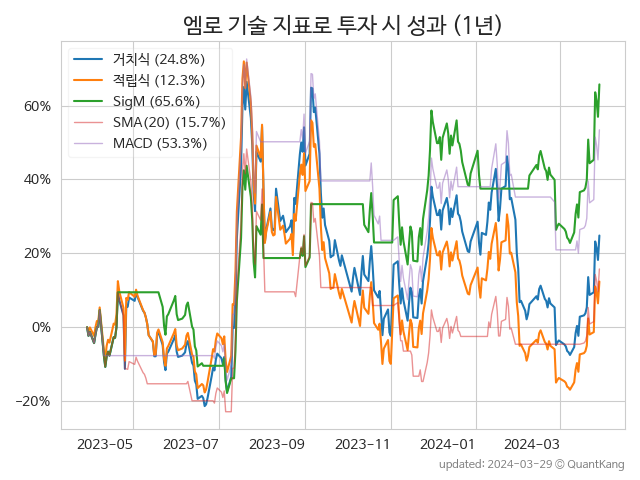 엠로 기술 지표로 투자 시 성과 (1년)
거치식 (24.8%)
적립식 (12.3%)
SigM (65.6%)
SMA(20) (15.7%)
MACD (53.3%)
60%
40%
20%
0%
−20%
2023−05 2023−07 2023−09 2023−11 2024−01 2024−03
updated: 2024−03−29 ⓒ QuantKang